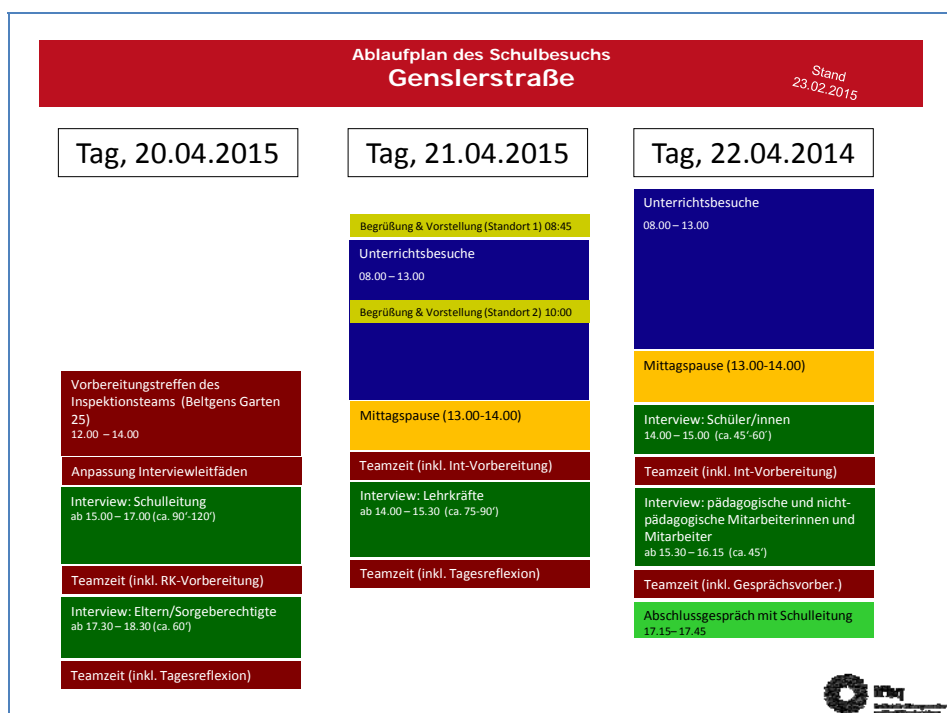 Ablaufplan des Schulbesuchs
Genslerstraße
Stand
23.02.2015
Tag, 20.04.2015
Vorbereitungstreffen des
Inspektionsteams (Beltgens Garten
25)
12.00 – 14.00
Anpassung Interviewleitfäden
Interview: Schulleitung
ab 15.00 – 17.00 (ca. 90‘-120‘)
Teamzeit (inkl. RK-Vorbereitung)
Interview: Eltern/Sorgeberechtigte
ab 17.30 – 18.30 (ca. 60‘)
Teamzeit (inkl. Tagesreflexion)
Tag, 21.04.2015
Begrüßung & Vorstellung (Standort 1) 08:45
Unterrichtsbesuche
08.00 – 13.00
Begrüßung & Vorstellung (Standort 2) 10:00
Mittagspause (13.00-14.00)
Teamzeit (inkl. Int-Vorbereitung)
Interview: Lehrkräfte
ab 14.00 – 15.30 (ca. 75-90‘)
Teamzeit (inkl. Tagesreflexion)
Tag, 22.04.2014
Unterrichtsbesuche
08.00 – 13.00
Mittagspause (13.00-14.00)
Interview: Schüler/innen
14.00 – 15.00 (ca. 45‘-60´)
Teamzeit (inkl. Int-Vorbereitung)
Interview: pädagogische und nicht-
pädagogische Mitarbeiterinnen und
Mitarbeiter
ab 15.30 – 16.15 (ca. 45‘)
Teamzeit (inkl. Gesprächsvorber.)
Abschlussgespräch mit Schulleitung
17.15– 17.45